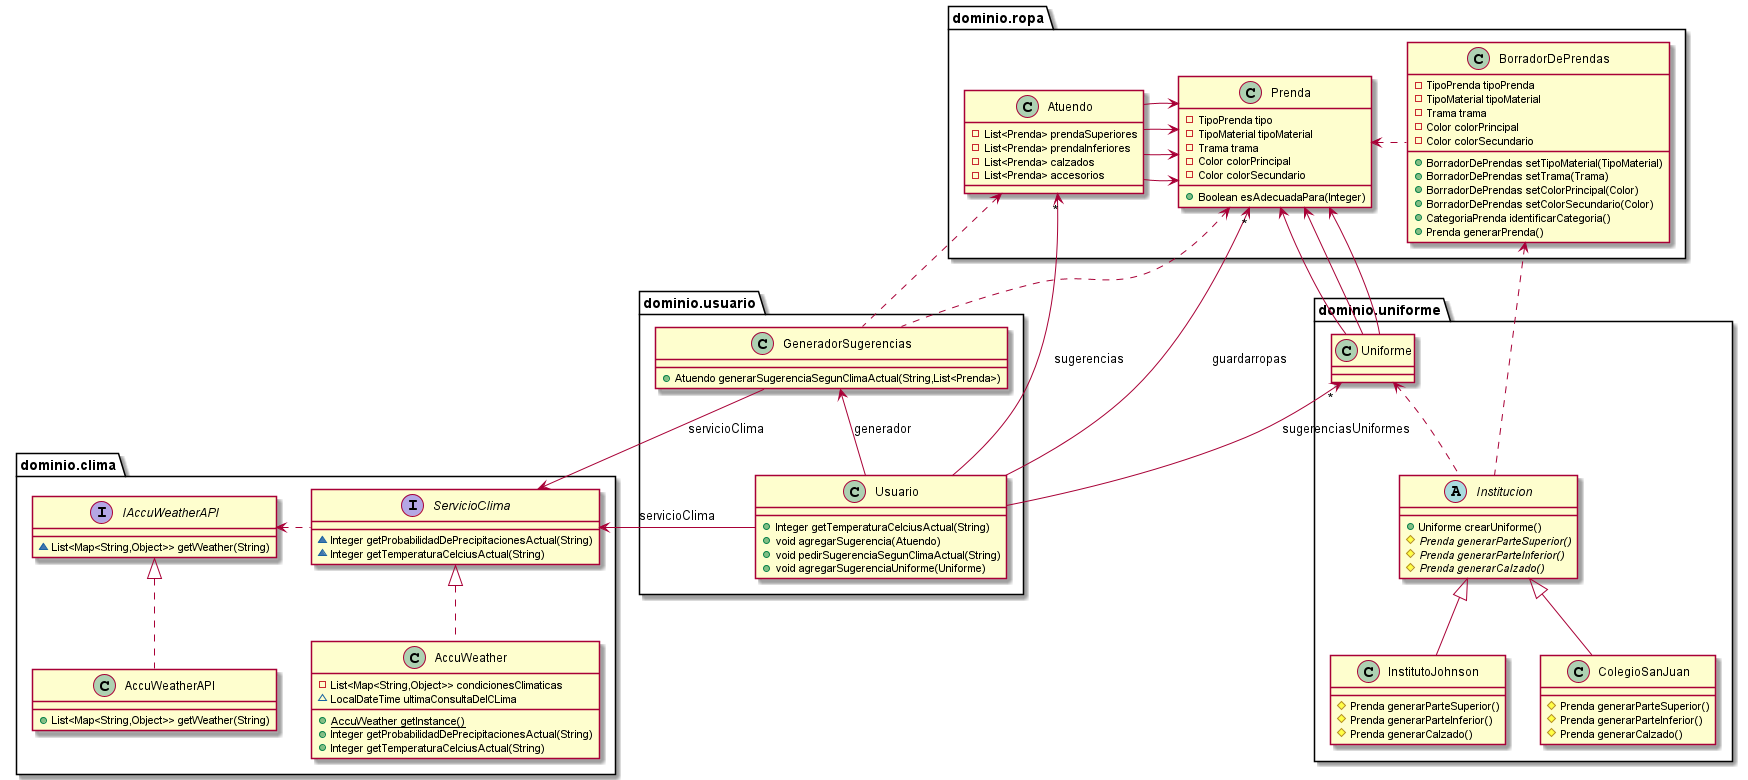 dominio.ropa
C BorradorDePrendas
TipoPrenda tipoPrenda
TipoMaterial tipoMaterial
Trama trama
Color colorPrincipal
Color colorSecundario
BorradorDePrendas setTipoMaterial(TipoMaterial)
BorradorDePrendas setTrama(Trama)
BorradorDePrendas setColorPrincipal(Color)
BorradorDePrendas setColorSecundario(Color)
CategoriaPrenda identificarCategoria()
Prenda generarPrenda()
C Prenda
TipoPrenda tipo
TipoMaterial tipoMaterial
Trama trama
Color colorPrincipal
Color colorSecundario
Boolean esAdecuadaPara(Integer)
C Atuendo
List<Prenda> prendaSuperiores
List<Prenda> prendaInferiores
List<Prenda> calzados
List<Prenda> accesorios
*
*
dominio.usuario
C GeneradorSugerencias
Atuendo generarSugerenciaSegunClimaActual(String,List<Prenda>)
sugerencias
guardarropas
servicioClima
generador
sugerenciasUniformes
servicioClima
C Usuario
Integer getTemperaturaCelciusActual(String)
void agregarSugerencia(Atuendo)
void pedirSugerenciaSegunClimaActual(String)
void agregarSugerenciaUniforme(Uniforme)
dominio.uniforme
C Uniforme
*
A Institucion
Uniforme crearUniforme()
Prenda generarParteSuperior()
Prenda generarParteInferior()
Prenda generarCalzado()
C InstitutoJohnson
Prenda generarParteSuperior()
Prenda generarParteInferior()
Prenda generarCalzado()
C ColegioSanJuan
Prenda generarParteSuperior()
Prenda generarParteInferior()
Prenda generarCalzado()
dominio.clima
I IAccuWeatherAPI
List<Map<String,Object>> getWeather(String)
I ServicioClima
Integer getProbabilidadDePrecipitacionesActual(String)
Integer getTemperaturaCelciusActual(String)
C AccuWeatherAPI
List<Map<String,Object>> getWeather(String)
C AccuWeather
List<Map<String,Object>> condicionesClimaticas
LocalDateTime ultimaConsultaDelCLima
AccuWeather getInstance()
Integer getProbabilidadDePrecipitacionesActual(String)
Integer getTemperaturaCelciusActual(String)